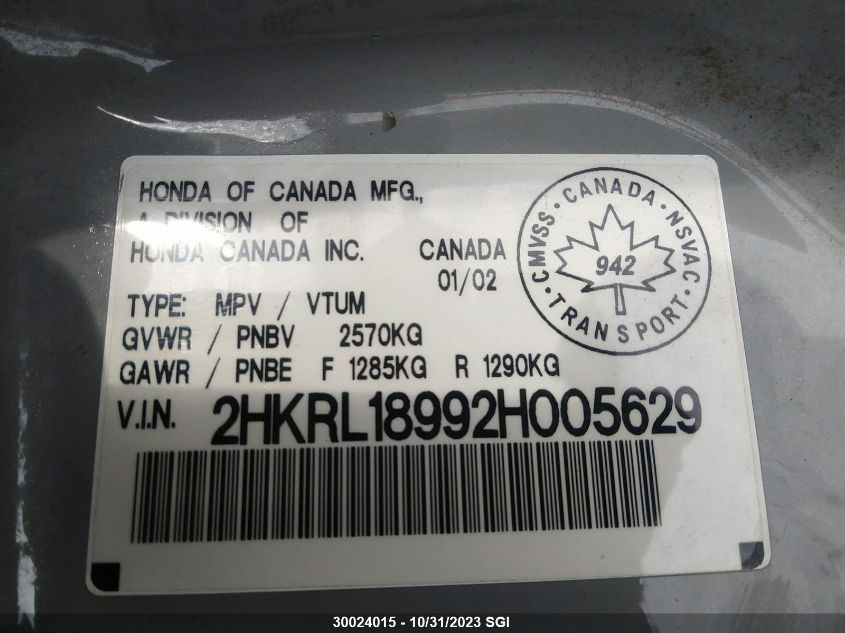 HONDA OF CANADA MFG.,
A DIVISION OF
HONDA CANADA INC.
CANADA
01/02
CMVSS · CANADA · NSVAC · TRANSPORT ·
942
TYPE: MPV / VTUM
GVWR / PNBV 2570KG
GAWR / PNBE F 1285KG R 1290KG
V.I.N. 2HKRL18992H005629
30024015 - 10/31/2023 SGI